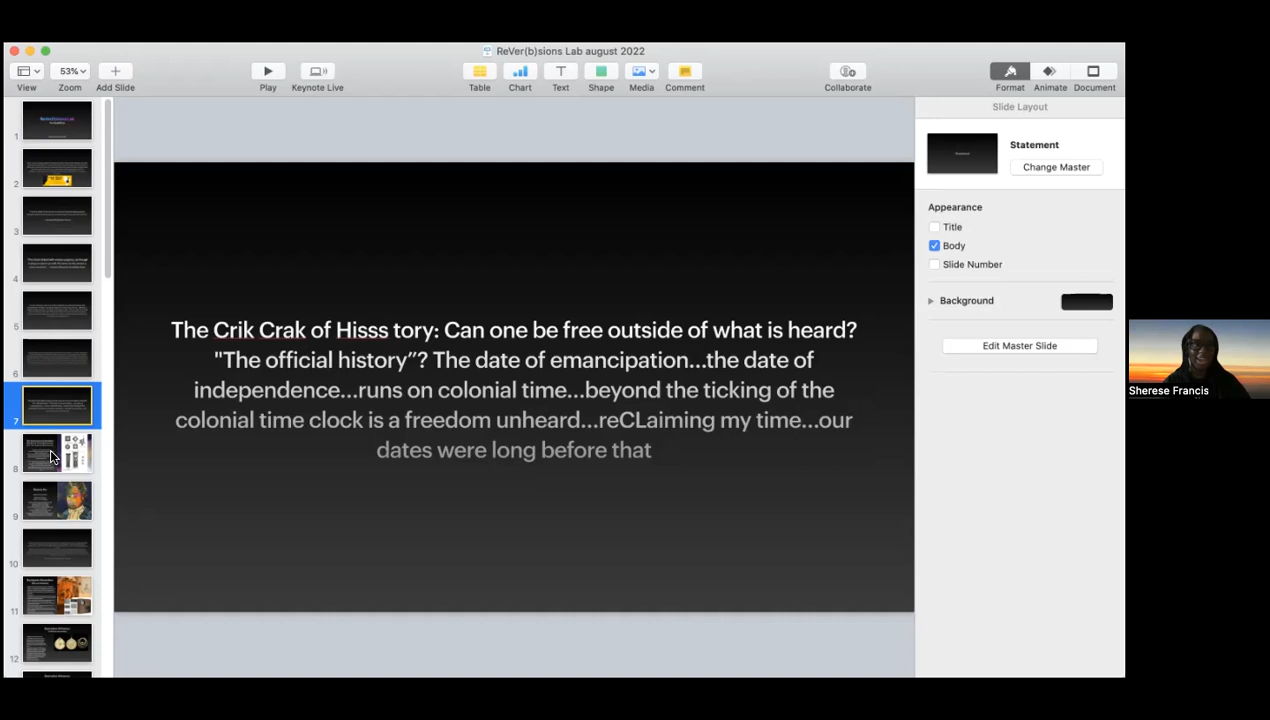 ReVer(b)sions Lab august 2022
53%
View
Zoom
Add Slide
Play
Keynote Live
Table
Chart
Text
Shape
Media
Comment
Collaborate
Format
Animate
Document
Slide Layout
Statement
Change Master
Appearance
Title
Body
Slide Number
Background
Edit Master Slide
1
2
3
4
5
6
7
8
9
10
11
12
The Crik Crak of Hisss tory: Can one be free outside of what is heard?
"The official history”? The date of emancipation...the date of
independence...runs on colonial time...beyond the ticking of the
colonial time clock is a freedom unheard...reCLaiming my time...our
dates were long before that
Sherese Francis